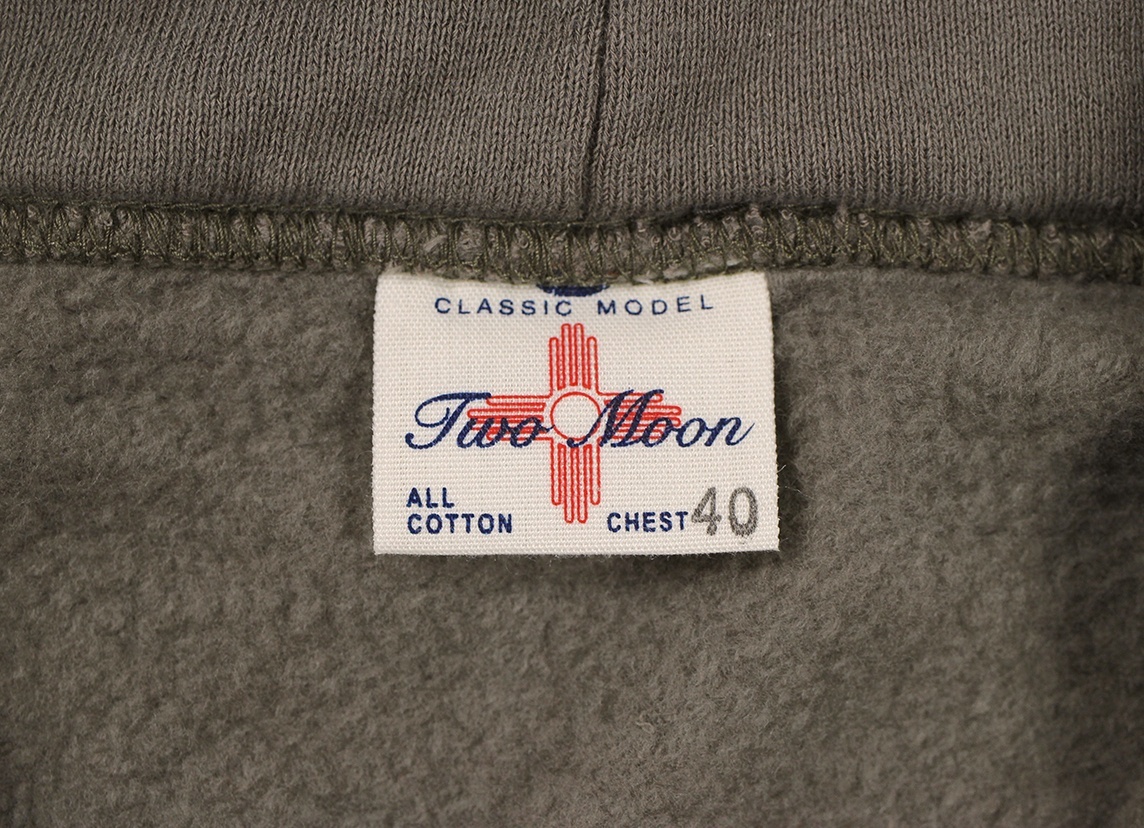 CLASSIC MODEL
Two Moon
ALL
COTTON
CHEST 40